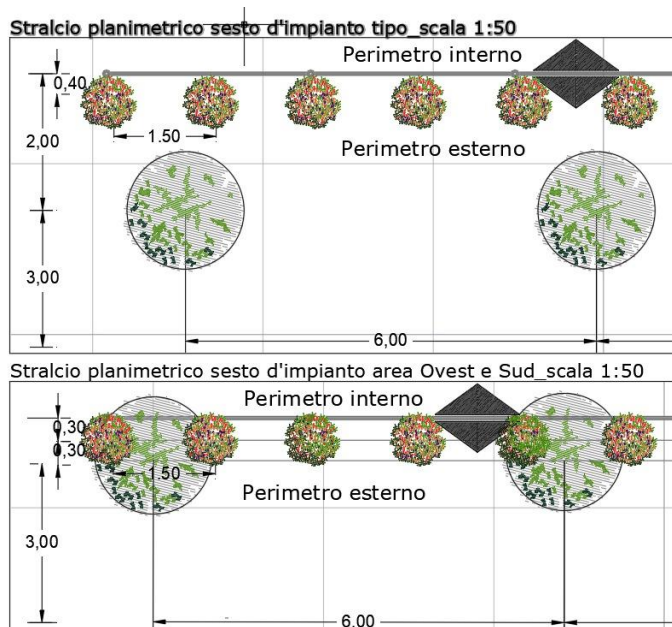 Stralcio planimetrico sesto d'impianto tipo_scala 1:50
Perimetro interno
0,40
1.50
2,00
Perimetro esterno
3,00
6,00
Stralcio planimetrico sesto d'impianto area Ovest e Sud_scala 1:50
Perimetro interno
0,30
0,30
1.50
Perimetro esterno
3,00
6,00